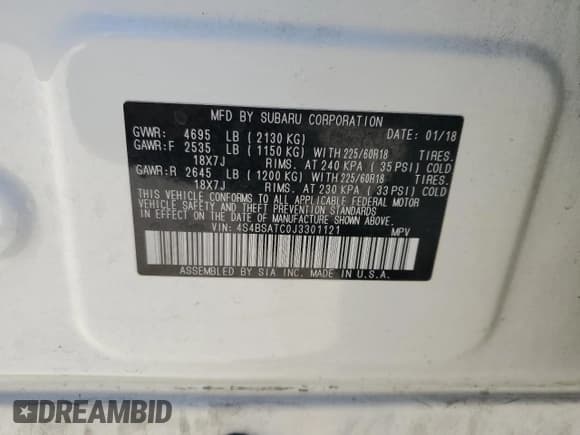 MFD BY SUBARU CORPORATION
GVWR: 4695 LB ( 2130 KG) DATE: 01/18
GAWR:F 2535 LB ( 1150 KG) WITH 225/60R18 TIRES.
18X7J RIMS. AT 240 KPA ( 35 PSI) COLD
GAWR:R 2645 LB ( 1200 KG) WITH 225/60R18 TIRES.
18X7J RIMS. AT 230 KPA ( 33 PSI) COLD
THIS VEHICLE CONFORMS TO ALL APPLICABLE FEDERAL MOTOR
VEHICLE SAFETY AND THEFT PREVENTION STANDARDS IN EFFECT
ON THE DATE OF MANUFACTURE SHOWN ABOVE.
VIN: 4S4BSATC0J3301121 MPV
ASSEMBLED BY SIA INC. MADE IN U.S.A.
DREAMBID